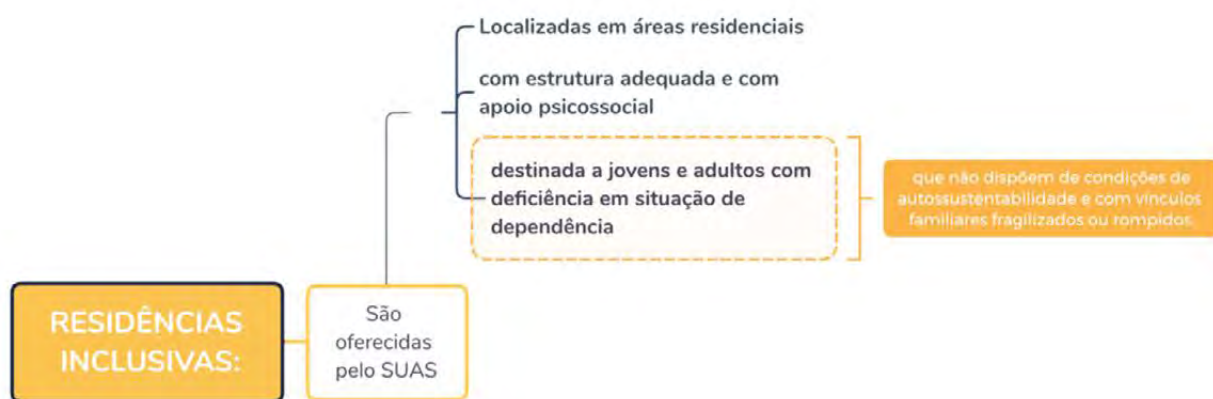 Localizadas em áreas residenciais
com estrutura adequada e com
apoio psicossocial
destinada a jovens e adultos com
deficiência em situação de
dependência
que não dispõem de condições de
autossustentabilidade e com vínculos
familiares fragilizados ou rompidos.
RESIDÊNCIAS
INCLUSIVAS:
São
oferecidas
pelo SUAS